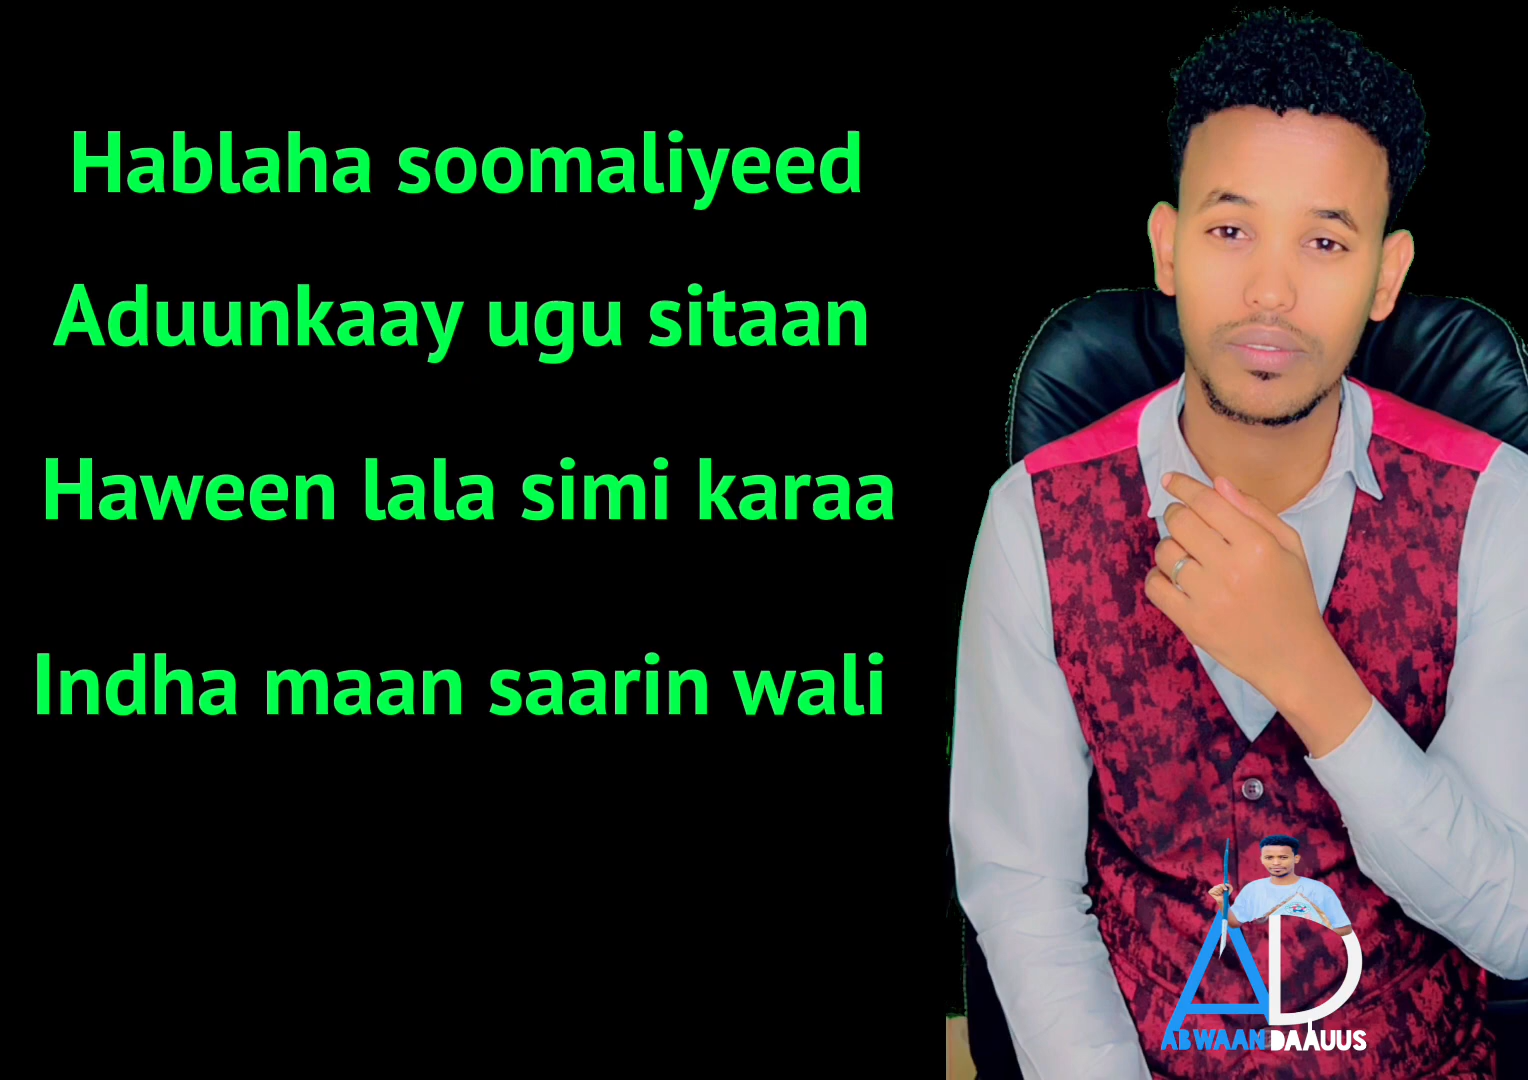 Hablaha soomaliyeed
Aduunkaay ugu sitaan
Haween lala simi karaa
Indha maan saarin wali
AD
ABWAAN DAAUUS